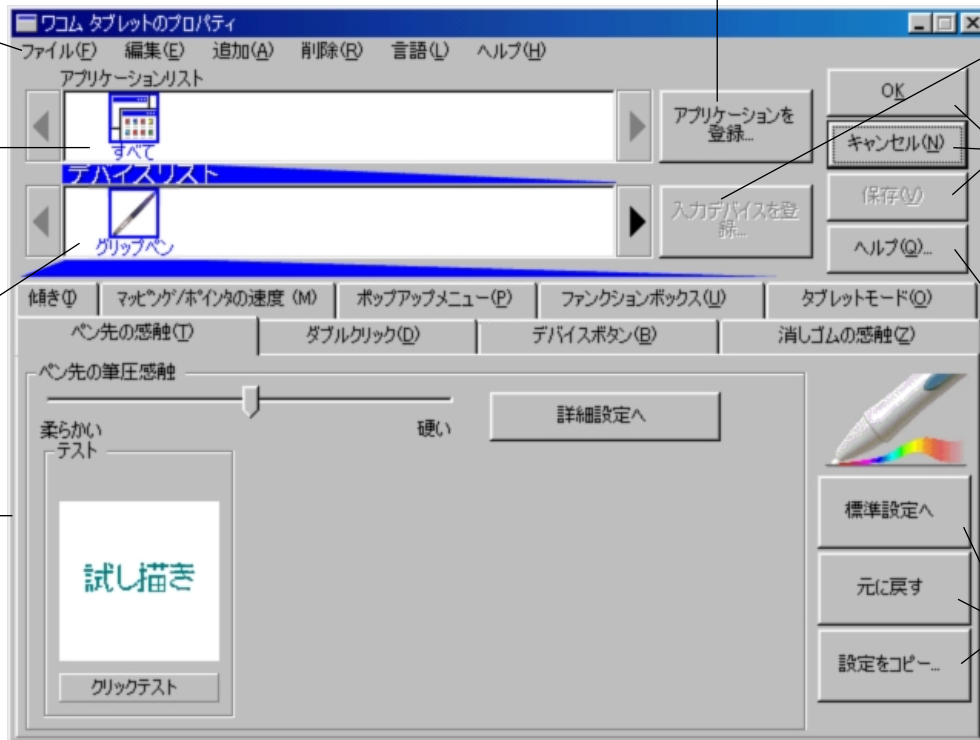 ワコム タブレットのプロパティ
ファイル(F) 編集(E) 追加(A) 削除(R) 言語(L) ヘルプ(H)
アプリケーションリスト
すべて
アプリケーションを
登録...
OK
キャンセル(N)
デバイスリスト
グリップペン
入力デバイスを登
録...
保存(V)
ヘルプ(Q)...
傾き(I) マッピング/ポインタの速度 (M) ポップアップメニュー(P) ファンクションボックス(U) タブレットモード(O)
ペン先の感触(T) ダブルクリック(D) デバイスボタン(B) 消しゴムの感触(Z)
ペン先の筆圧感触
柔らかい 硬い
詳細設定へ
テスト
試し描き
クリックテスト
標準設定へ
元に戻す
設定をコピー...